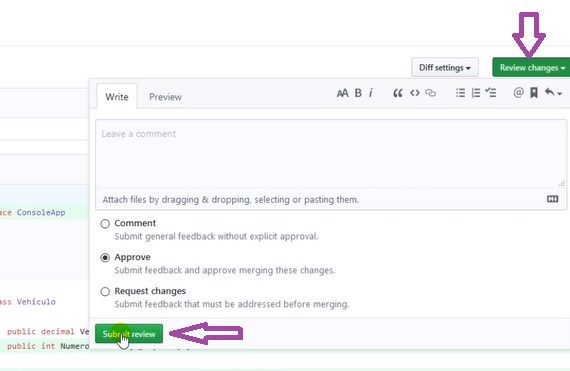 Diff settings
Review changes
Write Preview
AA B i
Leave a comment
Attach files by dragging & dropping, selecting or pasting them.
Comment
Submit general feedback without explicit approval.
ace ConsoleApp
Approve
Submit feedback and approve merging these changes.
Request changes
Submit feedback that must be addressed before merging.
ass Vehiculo
public decimal Ve
Submit review
public int Numero